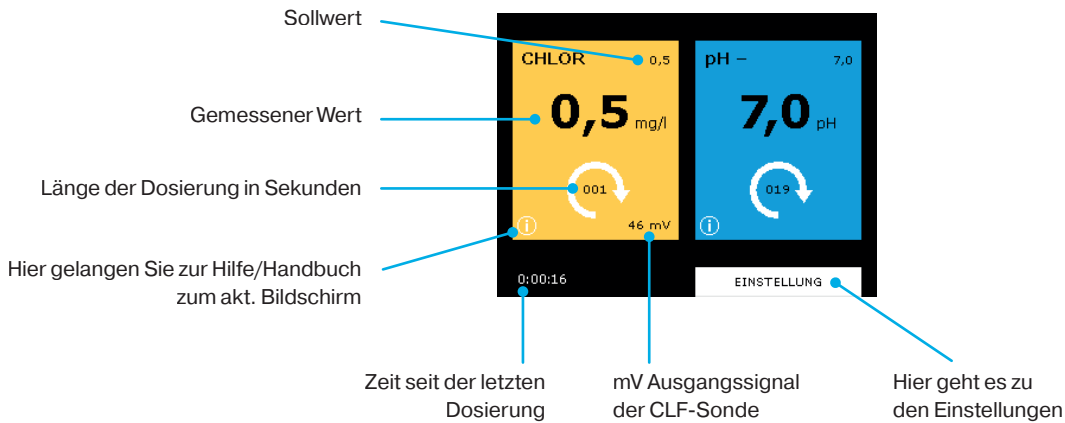 Sollwert
CHLOR 0,5
pH – 7,0
Gemessener Wert
0,5 mg/l
7,0 pH
Länge der Dosierung in Sekunden
001
019
i
46 mV
i
Hier gelangen Sie zur Hilfe/Handbuch
zum akt. Bildschirm
0:00:16
EINSTELLUNG
Zeit seit der letzten
Dosierung
mV Ausgangssignal
der CLF-Sonde
Hier geht es zu
den Einstellungen